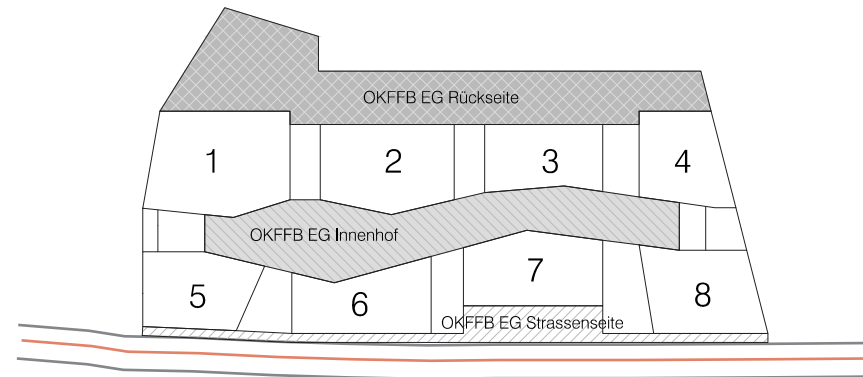 OKFFB EG Rückseite
1
2
3
4
OKFFB EG Innenhof
5
6
7
8
OKFFB EG Strassenseite